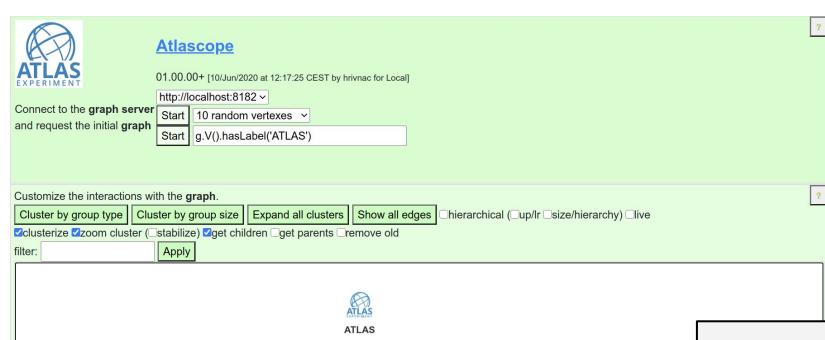 ATLAS
EXPERIMENT
Atlascope
?
01.00.00+ [10/Jun/2020 at 12:17:25 CEST by hrivnac for Local]
http://localhost:8182
Connect to the graph server
and request the initial graph
Start 10 random vertexes
Start g.V().hasLabel('ATLAS')
Customize the interactions with the graph.
?
Cluster by group type Cluster by group size Expand all clusters Show all edges hierarchical (up/lr size/hierarchy) live
clusterize zoom cluster (stabilize) get children get parents remove old
filter: Apply
ATLAS
EXPERIMENT
ATLAS